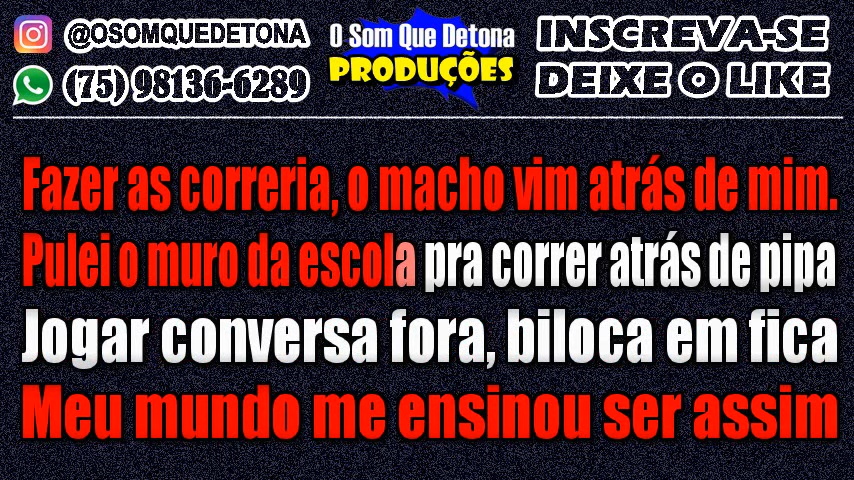 @OSOMQUEDETONA
(75) 98136-6289
O Som Que Detona
PRODUÇÕES
INSCREVA-SE
DEIXE O LIKE
Fazer as correria, o macho vim atrás de mim.
Pulei o muro da escola pra correr atrás de pipa
Jogar conversa fora, biloca em fica
Meu mundo me ensinou ser assim